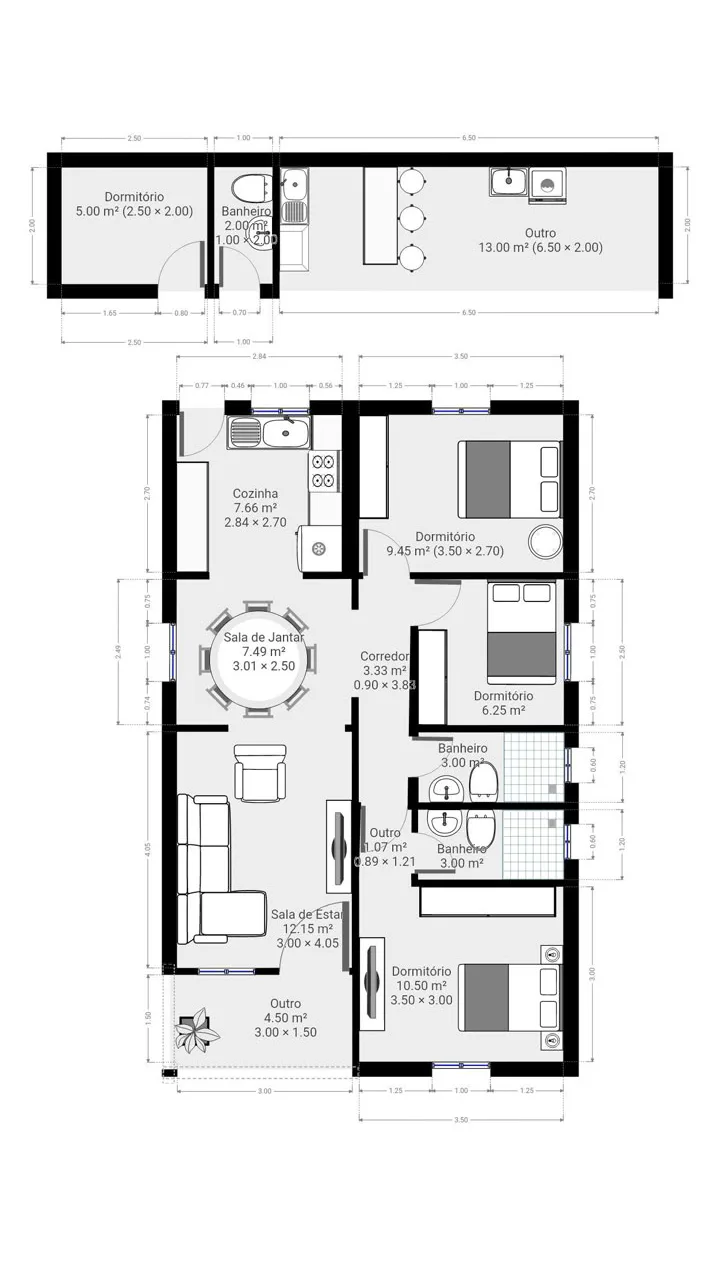 2.50
1.00
6.50
2.00
Dormitório
5.00 m² (2.50 × 2.00)
Banheiro
2.00 m²
1.00 × 2.00
Outro
13.00 m² (6.50 × 2.00)
2.00
1.65
0.80
0.70
6.50
2.50
1.00
2.84
3.50
0.77
0.46
1.00
0.56
1.25
1.00
1.25
2.70
Cozinha
7.66 m²
2.84 × 2.70
Dormitório
9.45 m² (3.50 × 2.70)
2.70
2.49
0.75
1.00
0.74
Sala de Jantar
7.49 m²
3.01 × 2.50
Corredor
3.33 m²
0.90 × 3.83
Dormitório
6.25 m²
0.75
1.00
0.75
2.50
Banheiro
3.00 m²
0.60
1.20
4.05
Outro
1.07 m²
0.89 × 1.21
Banheiro
3.00 m²
0.60
1.20
Sala de Estar
12.15 m²
3.00 × 4.05
Dormitório
10.50 m²
3.50 × 3.00
3.00
1.50
Outro
4.50 m²
3.00 × 1.50
3.00
1.25
1.00
1.25
3.50